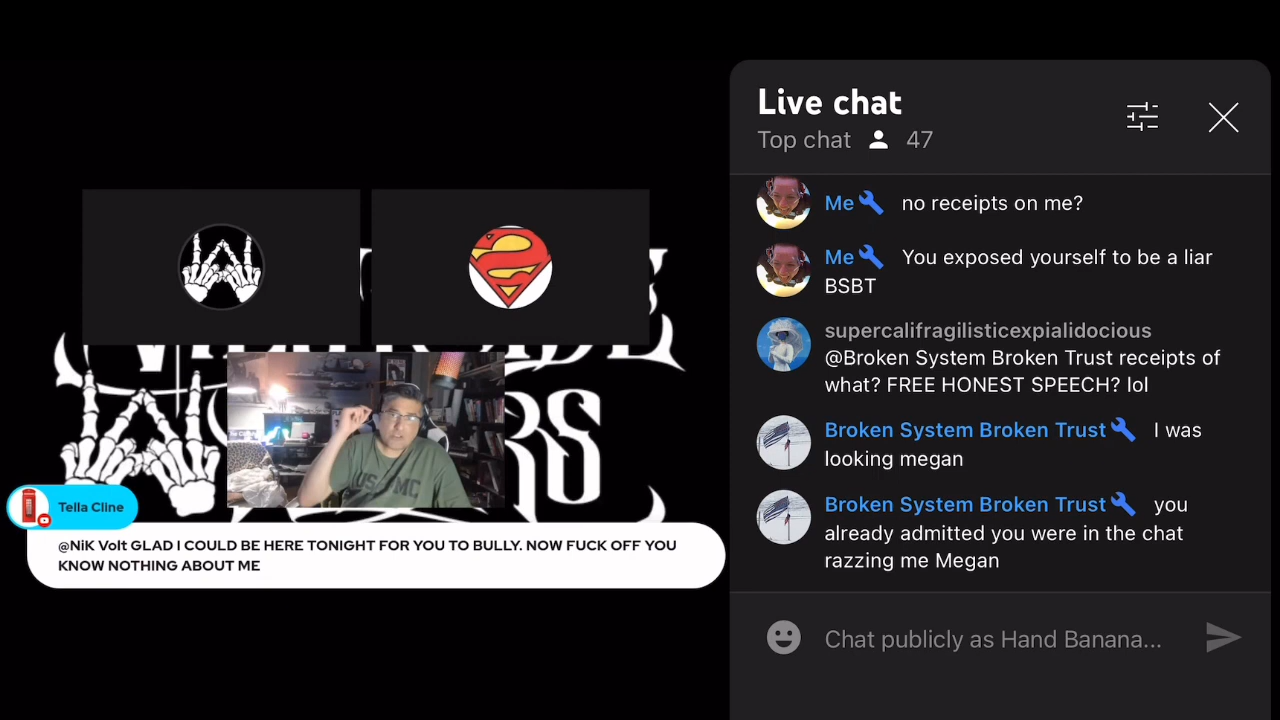 USMC
Tella Cline
@NiK Volt GLAD I COULD BE HERE TONIGHT FOR YOU TO BULLY. NOW FUCK OFF YOU
KNOW NOTHING ABOUT ME
Live chat
Top chat 47
Me no receipts on me?
Me You exposed yourself to be a liar
BSBT
supercalifragilisticexpialidocious
@Broken System Broken Trust receipts of
what? FREE HONEST SPEECH? lol
Broken System Broken Trust I was
looking megan
Broken System Broken Trust you
already admitted you were in the chat
razzing me Megan
Chat publicly as Hand Banana...